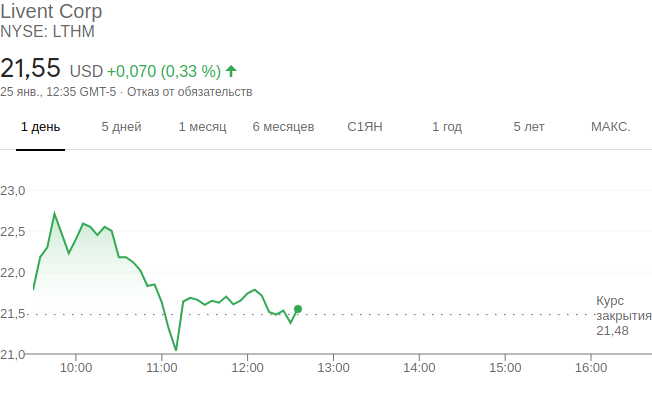 Livent Corp
NYSE: LTHM
21,55 USD +0,070 (0,33 %)
25 янв., 12:35 GMT-5 · Отказ от обязательств
1 день 5 дней 1 месяц 6 месяцев С1ЯН 1 год 5 лет МАКС.
23,0
22,5
22,0
21,5
21,0
Курс
закрытия
21,48
10:00 11:00 12:00 13:00 14:00 15:00 16:00